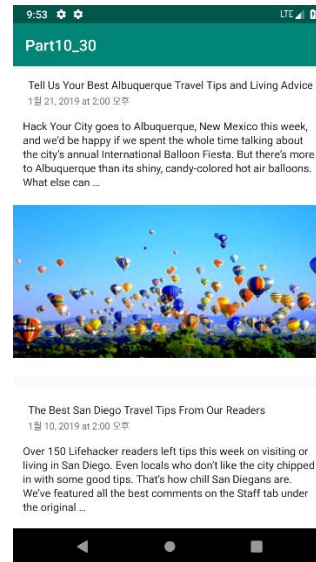 9:53
LTE
Part10_30
Tell Us Your Best Albuquerque Travel Tips and Living Advice
1월 21, 2019 at 2:00 오후
Hack Your City goes to Albuquerque, New Mexico this week,
and we'd be happy if we spent the whole time talking about
the city's annual International Balloon Fiesta. But there's more
to Albuquerque than its shiny, candy-colored hot air balloons.
What else can ...
The Best San Diego Travel Tips From Our Readers
1월 10, 2019 at 2:00 오후
Over 150 Lifehacker readers left tips this week on visiting or
living in San Diego. Even locals who don't like the city chipped
in with some good tips. That's how chill San Diegans are.
We've featured all the best comments on the Staff tab under
the original ...